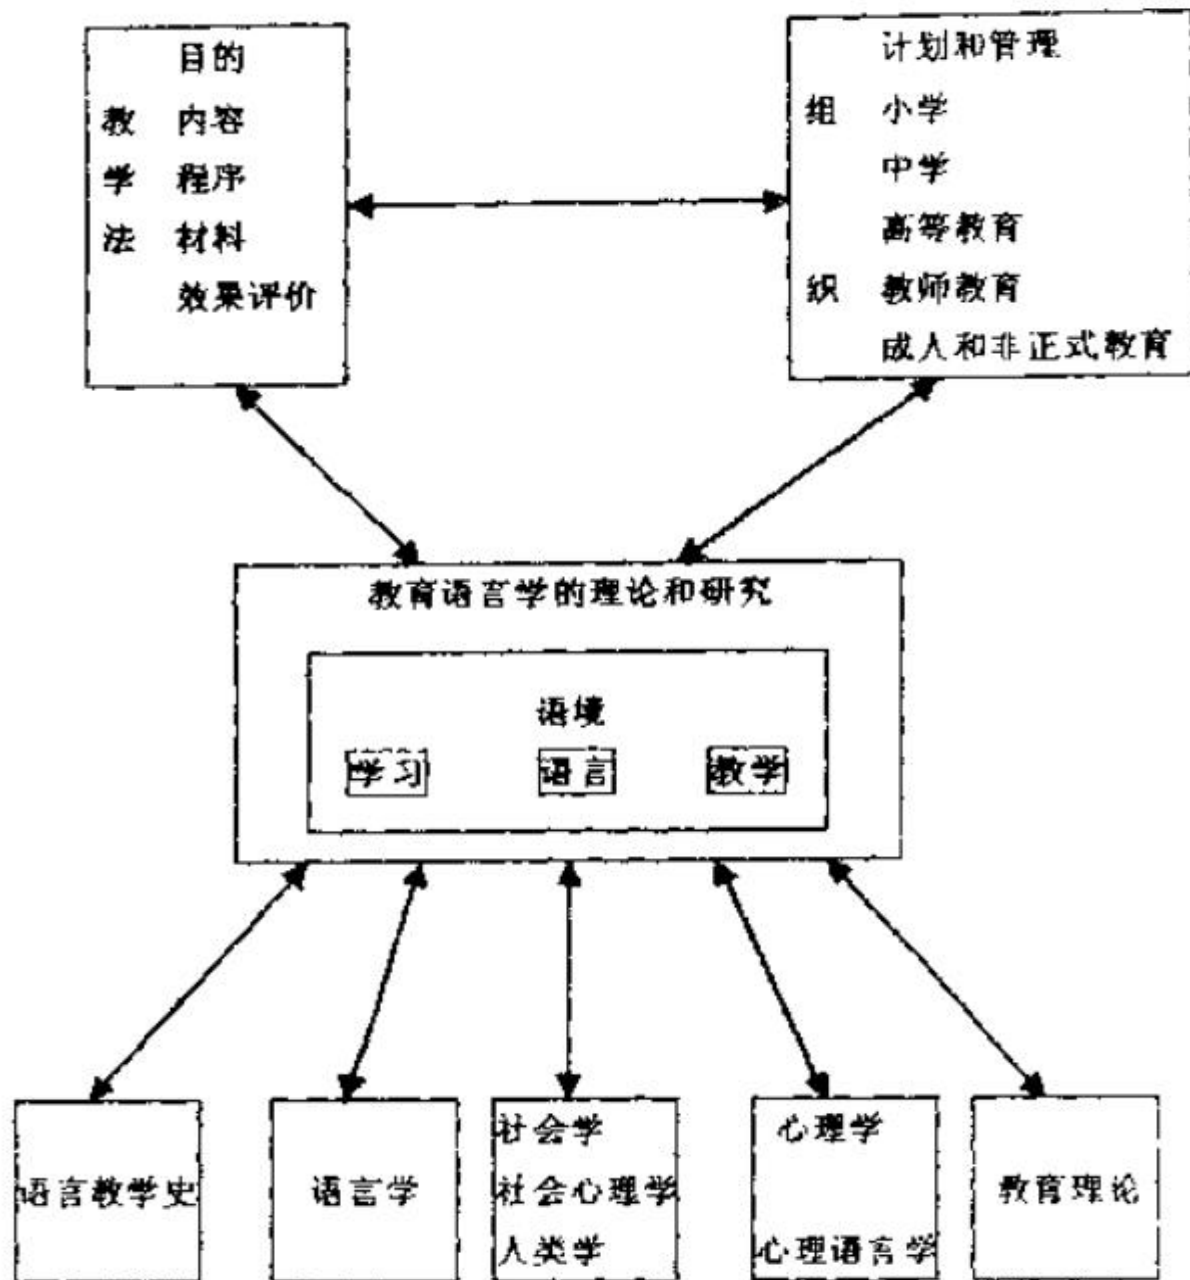 目的
教 内容
学 程序
法 材料
效果评价
计划和管理
组 小学
中学
高等教育
织 教师教育
成人和非正式教育
教育语言学的理论和研究
语境
学习 语言 教学
语言教学史
语言学
社会学
社会心理学
人类学
心理学
心理语言学
教育理论